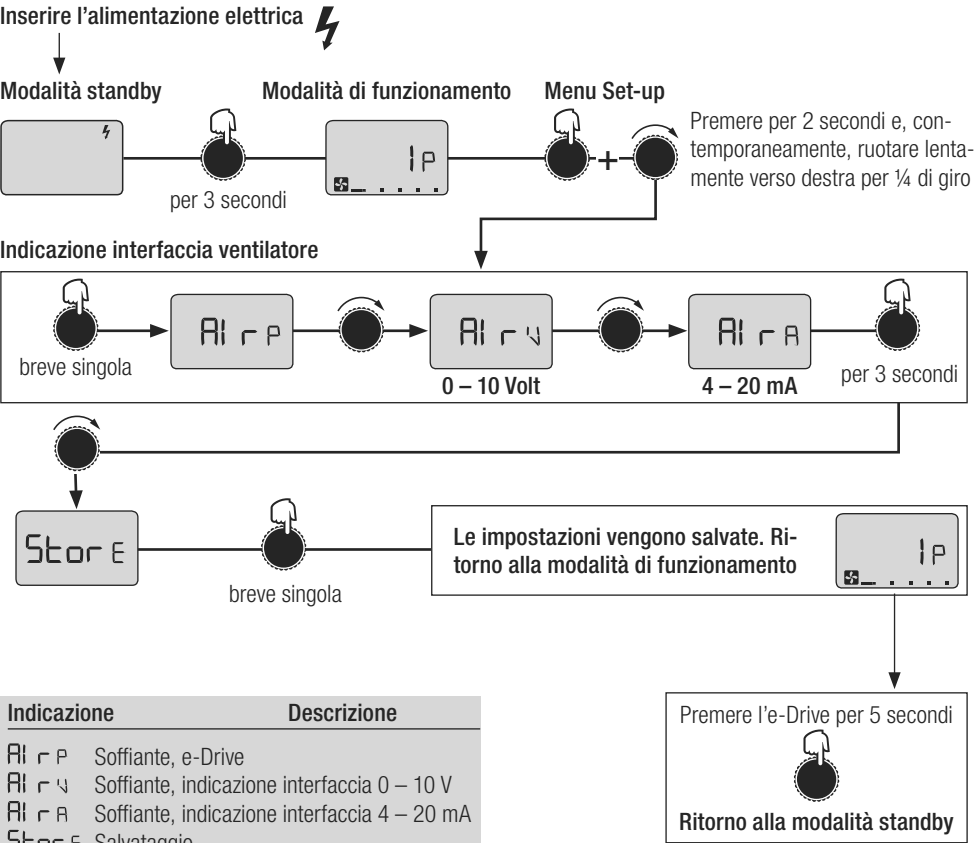 Inserire l'alimentazione elettrica
Modalità standby
Modalità di funzionamento
Menu Set-up
1P
+
per 3 secondi
Premere per 2 secondi e, con-
temporaneamente, ruotare lenta-
mente verso destra per ¼ di giro
Indicazione interfaccia ventilatore
breve singola
AI r P
AI r V
0 – 10 Volt
AI r A
4 – 20 mA
per 3 secondi
Stor E
breve singola
Le impostazioni vengono salvate. Ri-
torno alla modalità di funzionamento
1P
Indicazione Descrizione
AI r P Soffiante, e-Drive
AI r V Soffiante, indicazione interfaccia 0 – 10 V
AI r A Soffiante, indicazione interfaccia 4 – 20 mA
Stor E Salvataggio
Premere l'e-Drive per 5 secondi
Ritorno alla modalità standby